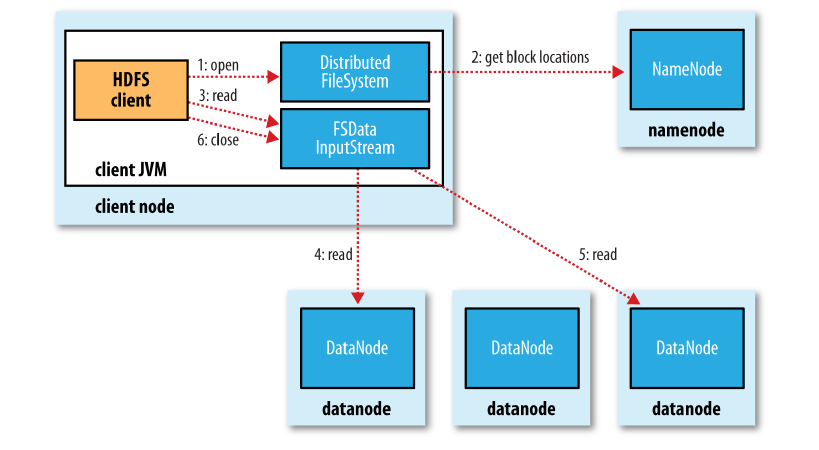 1: open
HDFS
client
3: read
6: close
Distributed
FileSystem
FSData
InputStream
client JVM
client node
2: get block locations
NameNode
namenode
4: read
5: read
DataNode
DataNode
DataNode
datanode
datanode
datanode